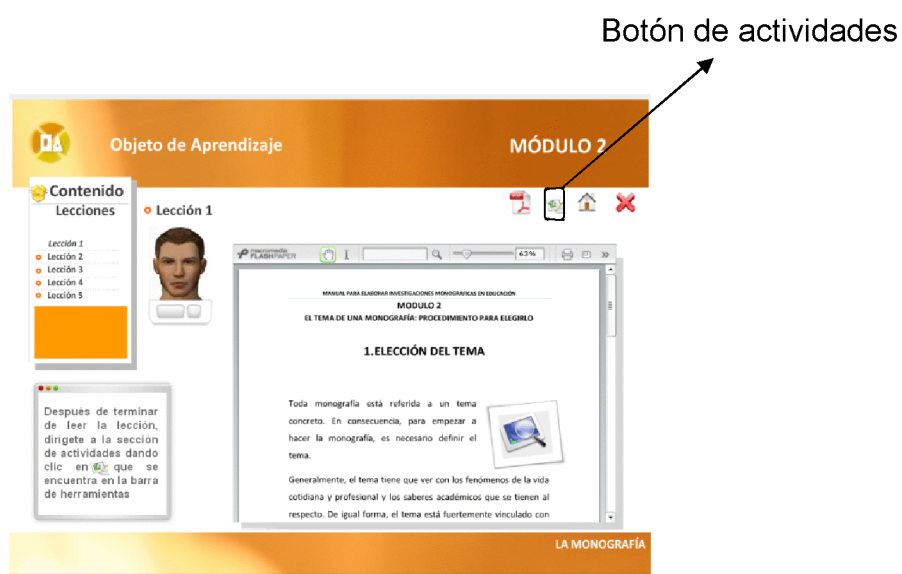 Botón de actividades
Objeto de Aprendizaje
MÓDULO 2
Contenido
Lecciones
Lección 1
Lección 2
Lección 3
Lección 4
Lección 5
Lección 1
macromedia
FLASHPAPER
63%
MANUAL PARA ELABORAR INVESTIGACIONES MONOGRÁFICAS EN EDUCACIÓN
MODULO 2
EL TEMA DE UNA MONOGRAFÍA: PROCEDIMIENTO PARA ELEGIRLO
1.ELECCIÓN DEL TEMA
Toda monografía está referida a un tema
concreto. En consecuencia, para empezar a
hacer la monografía, es necesario definir el
tema.
Generalmente, el tema tiene que ver con los fenómenos de la vida
cotidiana y profesional y los saberes académicos que se tienen al
respecto. De igual forma, el tema está fuertemente vinculado con
Después de terminar
de leer la lección,
dirígete a la sección
de actividades dando
clic en que se
encuentra en la barra
de herramientas
LA MONOGRAFÍA